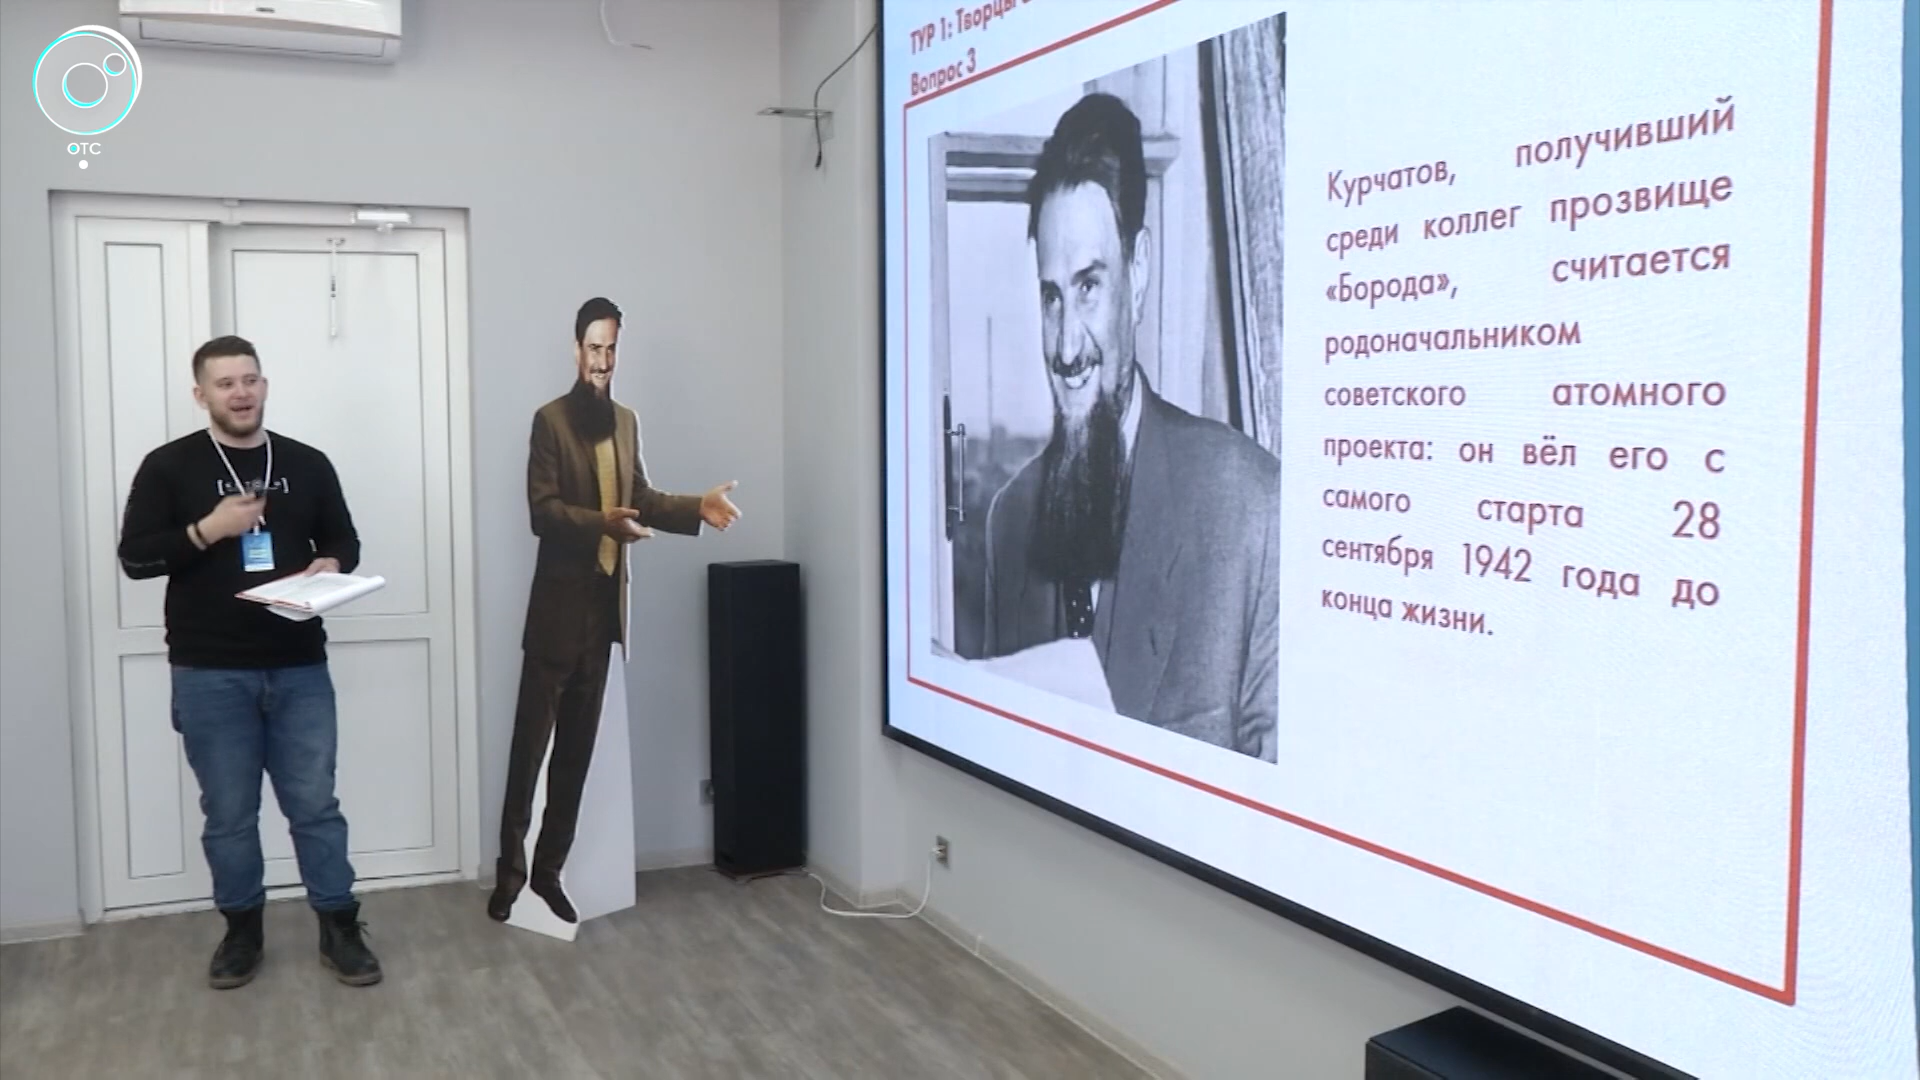 ОТС
ТУР 1: Творцы
Вопрос 3
Курчатов, получивший
среди коллег прозвище
«Борода», считается
родоначальником
советского атомного
проекта: он вёл его с
самого старта 28
сентября 1942 года до
конца жизни.